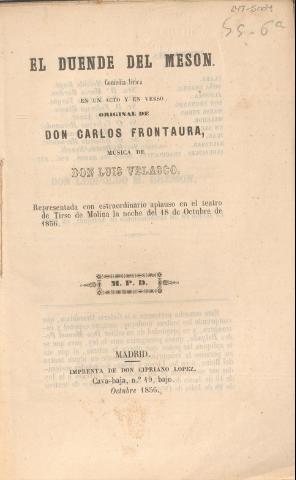 55-6a
EL DUENDE DEL MESON.
Comedia lírica
EN UN ACTO Y EN VERSO
ORIGINAL DE
DON CARLOS FRONTAURA,
MUSICA DE
DON LUIS VELASCO.
Representada con estraordinario aplauso en el teatro
de Tirso de Molina la noche del 18 de Octubre de
1856.
M. P. D.
MADRID.
IMPRENTA DE DON CIPRIANO LOPEZ.
Cava-baja, n.º 19, bajo.
Octubre 1856.